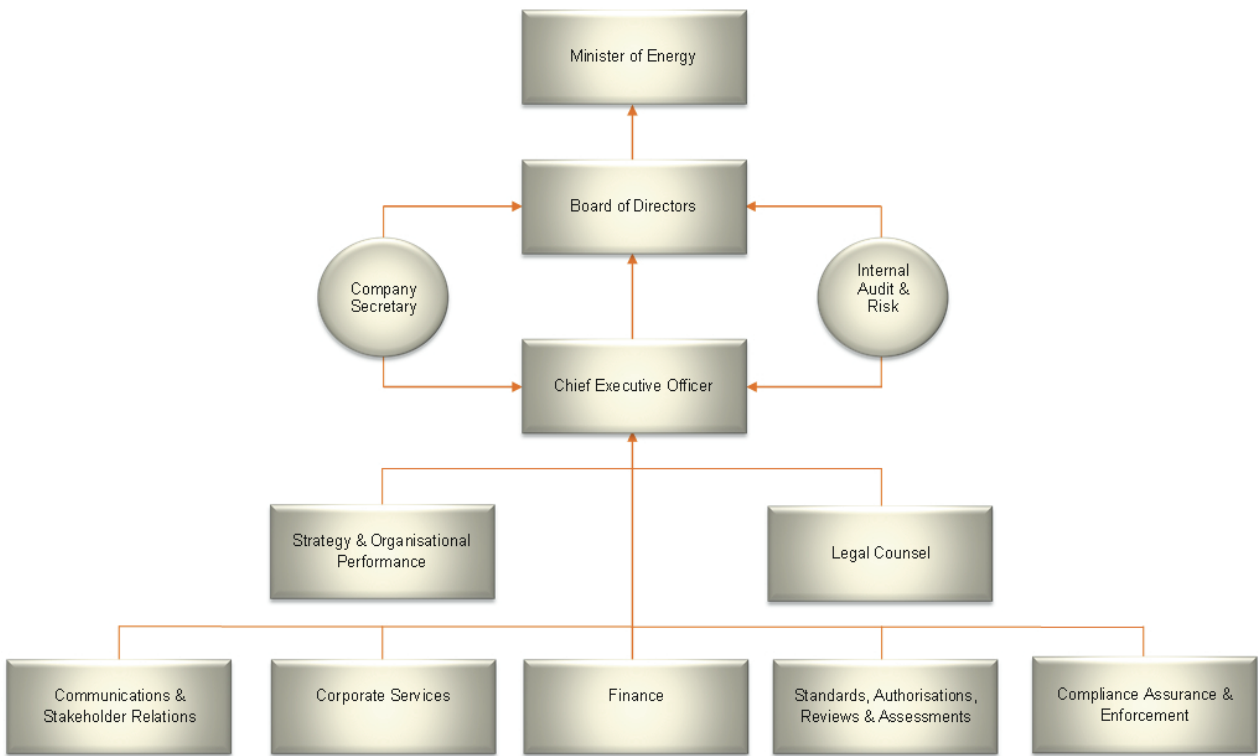 Minister of Energy
Board of Directors
Company
Secretary
Internal
Audit &
Risk
Chief Executive Officer
Strategy & Organisational
Performance
Legal Counsel
Communications &
Stakeholder Relations
Corporate Services
Finance
Standards, Authorisations,
Reviews & Assessments
Compliance Assurance &
Enforcement